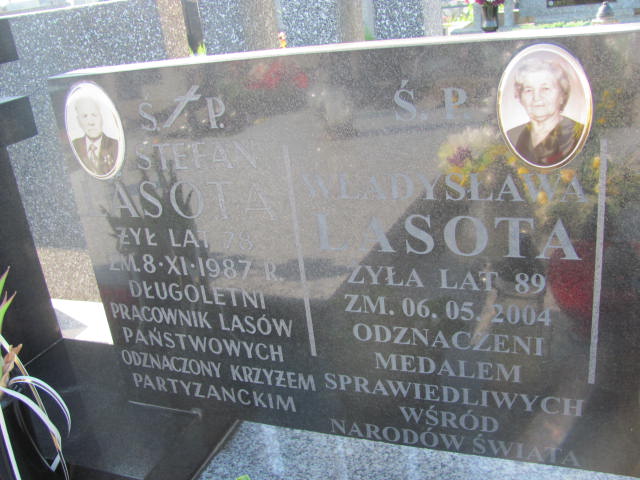 Ś P.
STEFAN
LASOTA
ŻYŁ LAT 78
ZM. 8·XI·1987 R.
DŁUGOLETNI
PRACOWNIK LASÓW
PAŃSTWOWYCH
ODZNACZONY KRZYŻEM
PARTYZANCKIM
Ś. P.
WŁADYSŁAWA
LASOTA
ŻYŁA LAT 89
ZM. 06.05.2004
ODZNACZENI
MEDALEM
SPRAWIEDLIWYCH
WŚRÓD
NARODÓW ŚWIATA